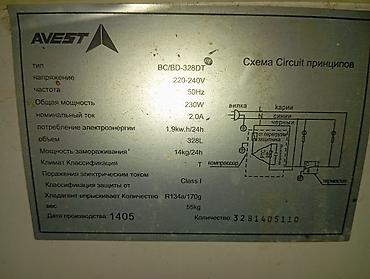 AVEST
Схема Circuit принципов
тип BC/BD-328DT
напряжение 220-240V
частота 50Hz
Общая мощность 230W
номинальный ток 2.0A
потребление электроэнергии 1.9kw.h/24h
объем 328L
Мощность замораживания 14kg/24h
Климат Классификация T
Поражения электрическим током
Классификация защиты от Class I
Хладагент впрыскивает Количество R134a/170g
вес 55kg
Дата производства: 1405
Количество: 3281405110
вилка L карий
N синий
E черный
компрессор
термостат